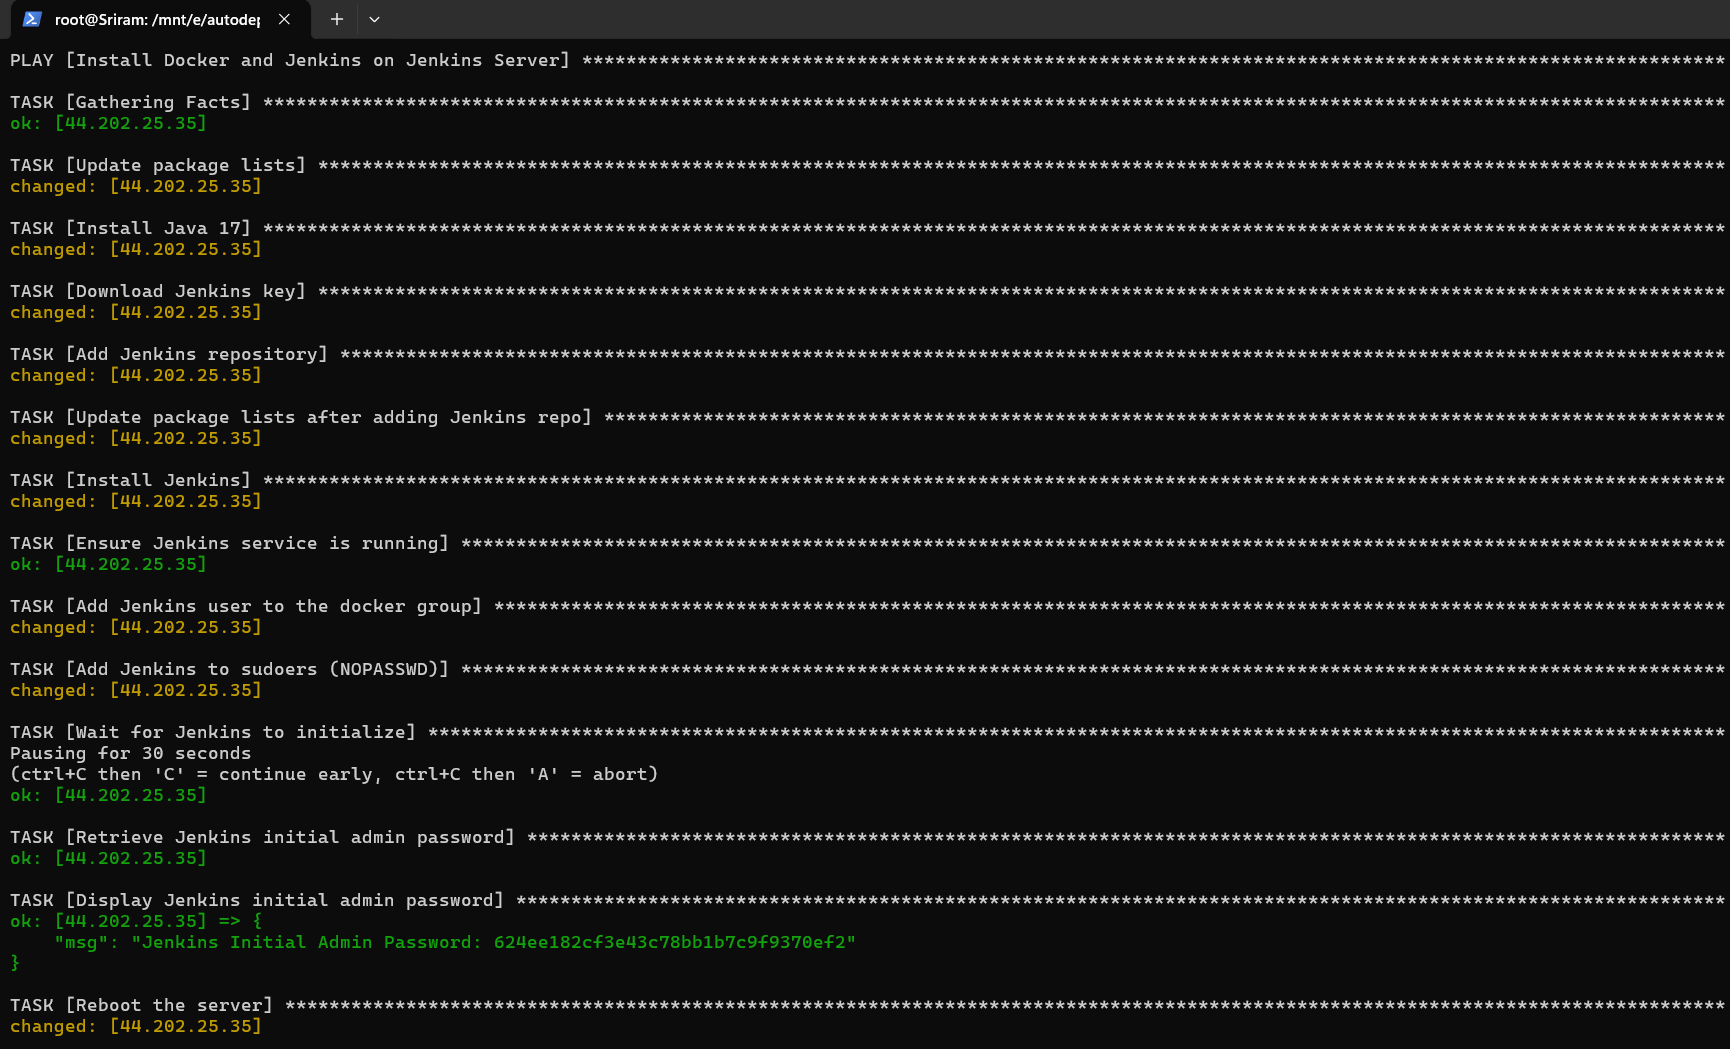 root@Sriram: /mnt/e/autodep
PLAY [Install Docker and Jenkins on Jenkins Server] ********************************************************************************************************
TASK [Gathering Facts] *************************************************************************************************************************************
ok: [44.202.25.35]
TASK [Update package lists] ********************************************************************************************************************************
changed: [44.202.25.35]
TASK [Install Java 17] *************************************************************************************************************************************
changed: [44.202.25.35]
TASK [Download Jenkins key] ********************************************************************************************************************************
changed: [44.202.25.35]
TASK [Add Jenkins repository] ******************************************************************************************************************************
changed: [44.202.25.35]
TASK [Update package lists after adding Jenkins repo] ******************************************************************************************************
changed: [44.202.25.35]
TASK [Install Jenkins] *************************************************************************************************************************************
changed: [44.202.25.35]
TASK [Ensure Jenkins service is running] *******************************************************************************************************************
ok: [44.202.25.35]
TASK [Add Jenkins user to the docker group] ****************************************************************************************************************
changed: [44.202.25.35]
TASK [Add Jenkins to sudoers (NOPASSWD)] *******************************************************************************************************************
changed: [44.202.25.35]
TASK [Wait for Jenkins to initialize] **********************************************************************************************************************
Pausing for 30 seconds
(ctrl+C then 'C' = continue early, ctrl+C then 'A' = abort)
ok: [44.202.25.35]
TASK [Retrieve Jenkins initial admin password] *************************************************************************************************************
ok: [44.202.25.35]
TASK [Display Jenkins initial admin password] **************************************************************************************************************
ok: [44.202.25.35] => {
    "msg": "Jenkins Initial Admin Password: 624ee182cf3e43c78bb1b7c9f9370ef2"
}
TASK [Reboot the server] ***********************************************************************************************************************************
changed: [44.202.25.35]